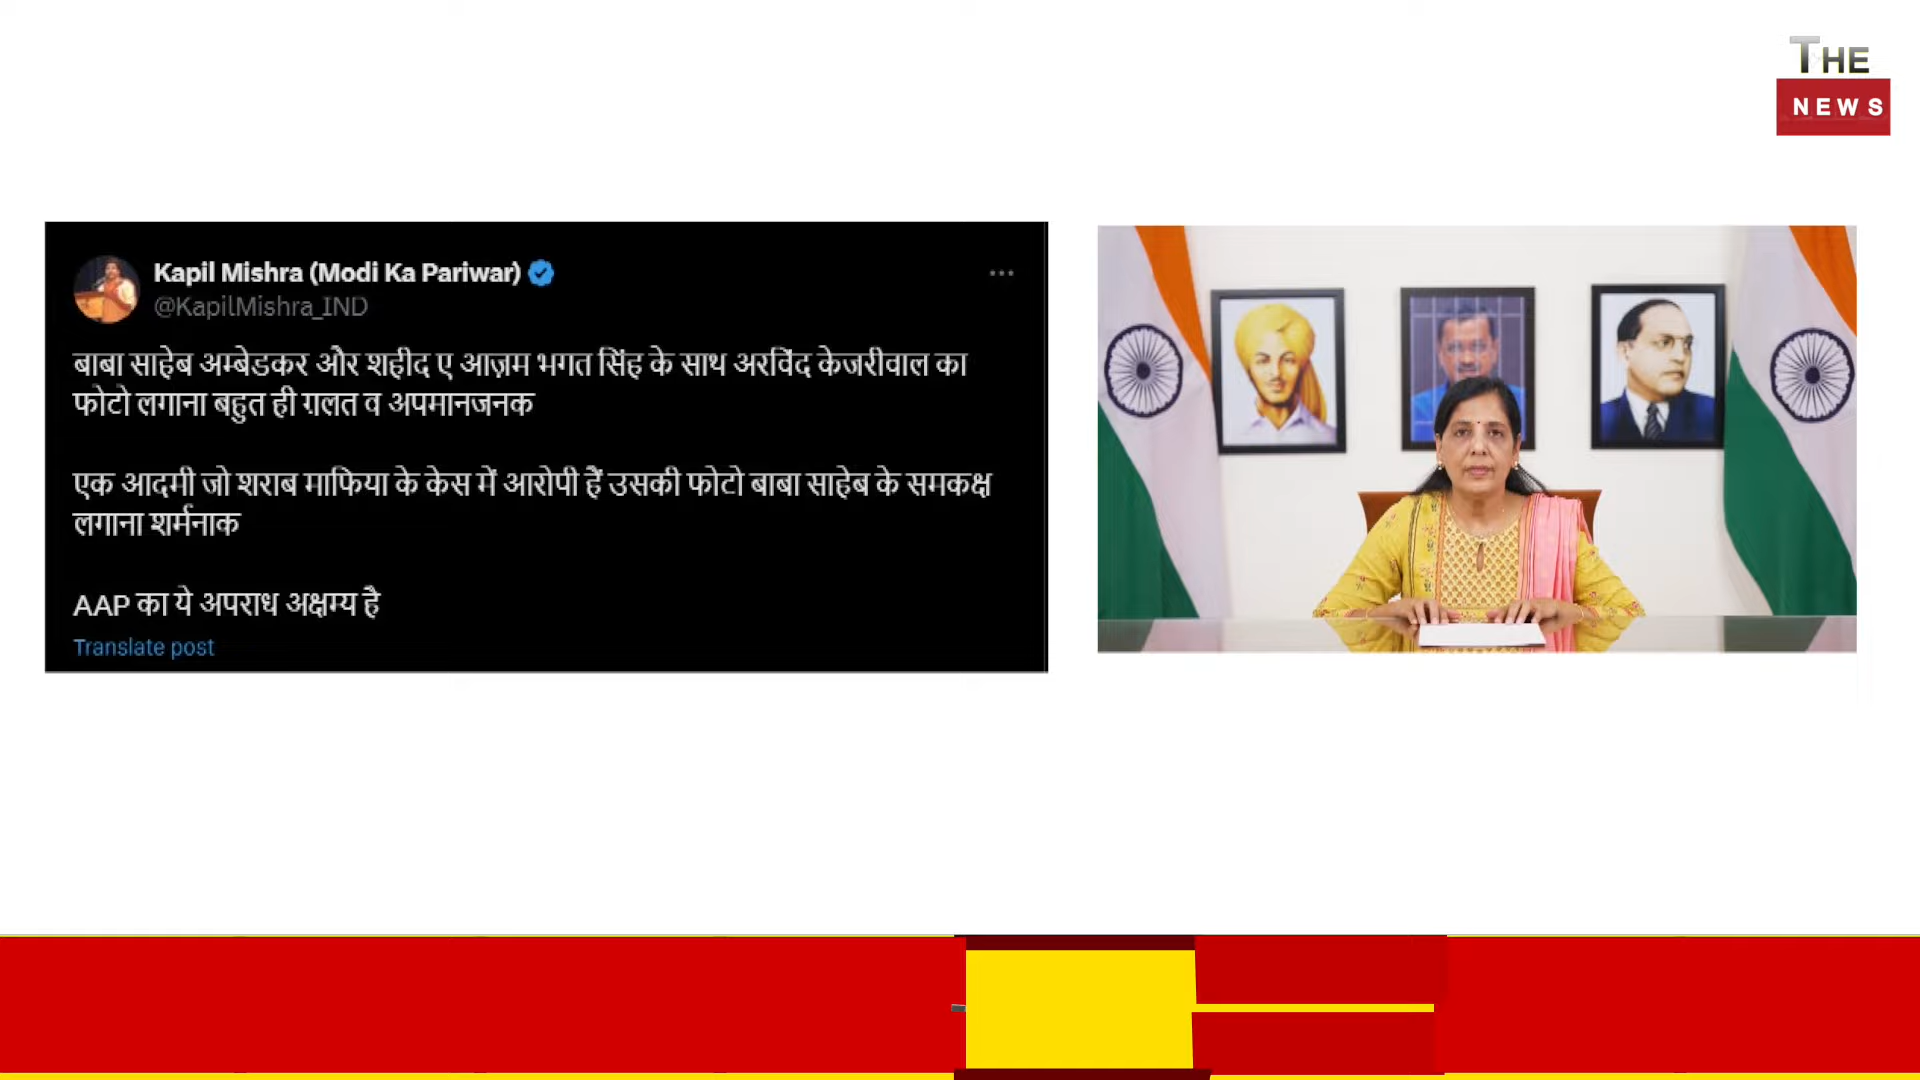 THE
NEWS
Kapil Mishra (Modi Ka Pariwar)
@KapilMishra_IND
बाबा साहेब अम्बेडकर और शहीद ए आज़म भगत सिंह के साथ अरविंद केजरीवाल का
फोटो लगाना बहुत ही ग़लत व अपमानजनक
एक आदमी जो शराब माफिया के केस में आरोपी हैं उसकी फोटो बाबा साहेब के समकक्ष
लगाना शर्मनाक
AAP का ये अपराध अक्षम्य है
Translate post